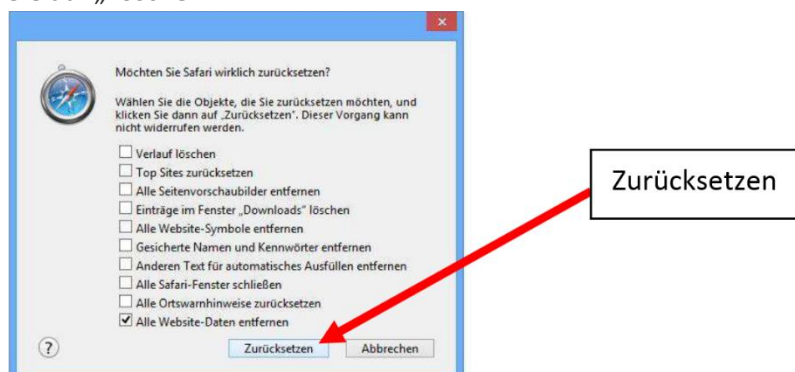 Möchten Sie Safari wirklich zurücksetzen?
Wählen Sie die Objekte, die Sie zurücksetzen möchten, und
klicken Sie dann auf „Zurücksetzen“. Dieser Vorgang kann
nicht widerrufen werden.
Verlauf löschen
Top Sites zurücksetzen
Alle Seitenvorschaubilder entfernen
Einträge im Fenster „Downloads“ löschen
Alle Website-Symbole entfernen
Gesicherte Namen und Kennwörter entfernen
Anderen Text für automatisches Ausfüllen entfernen
Alle Safari-Fenster schließen
Alle Ortswarnhinweise zurücksetzen
Alle Website-Daten entfernen
?
Zurücksetzen Abbrechen
Zurücksetzen